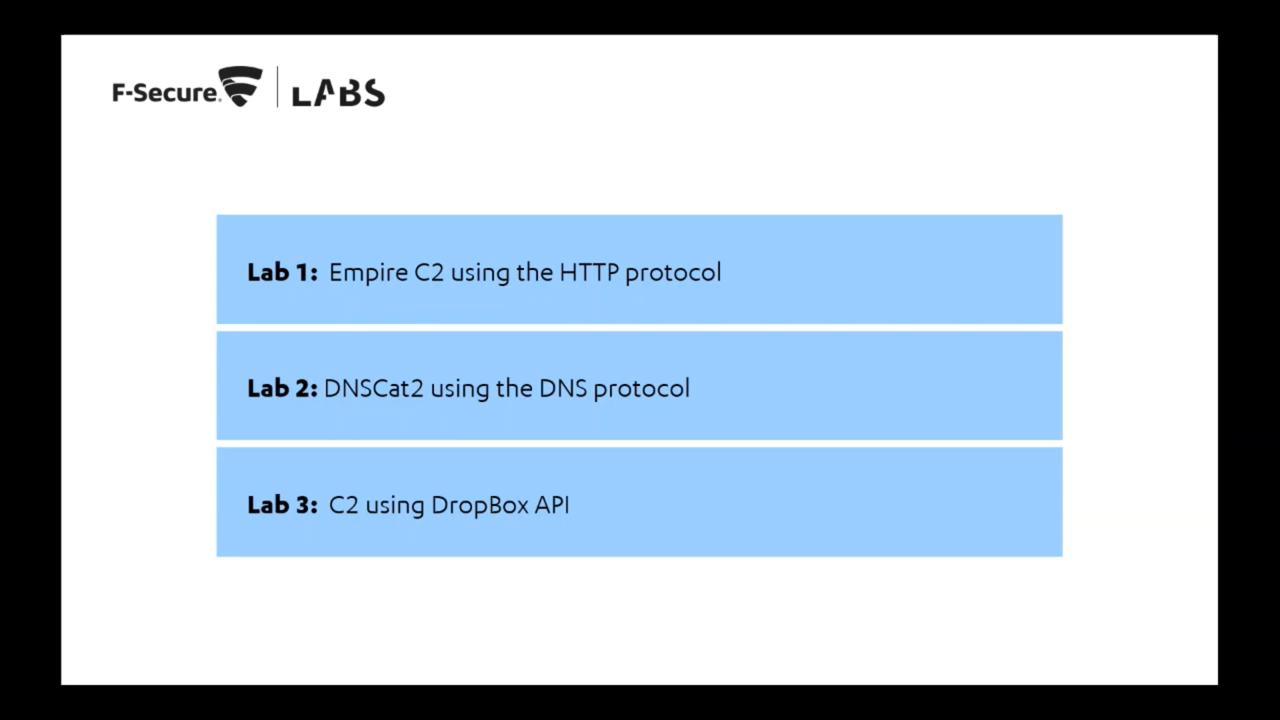 F-Secure. LABS
Lab 1: Empire C2 using the HTTP protocol
Lab 2: DNSCat2 using the DNS protocol
Lab 3: C2 using DropBox API